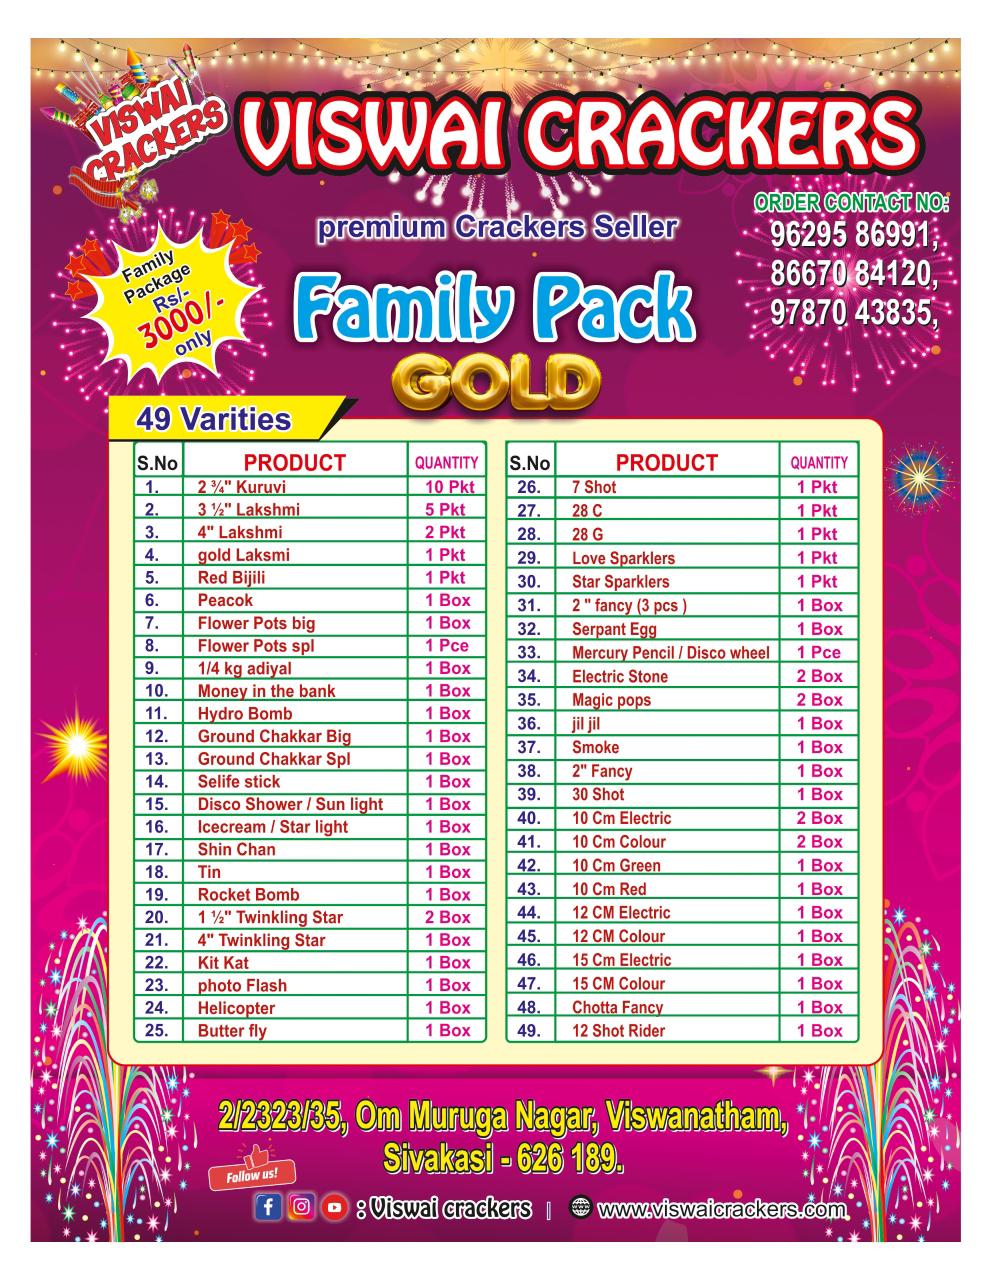 VISWAI
CRACKERS
VISWAI CRACKERS
ORDER CONTACT NO:
96295 86991,
86670 84120,
97870 43835,
premium Crackers Seller
Family
Package
Rs/-
3000/-
only
Family Pack
GOLD
49 Varities
S.No PRODUCT QUANTITY
1. 2 ¾" Kuruvi 10 Pkt
2. 3 ½" Lakshmi 5 Pkt
3. 4" Lakshmi 2 Pkt
4. gold Laksmi 1 Pkt
5. Red Bijili 1 Pkt
6. Peacok 1 Box
7. Flower Pots big 1 Box
8. Flower Pots spl 1 Pce
9. 1/4 kg adiyal 1 Box
10. Money in the bank 1 Box
11. Hydro Bomb 1 Box
12. Ground Chakkar Big 1 Box
13. Ground Chakkar Spl 1 Box
14. Selife stick 1 Box
15. Disco Shower / Sun light 1 Box
16. Icecream / Star light 1 Box
17. Shin Chan 1 Box
18. Tin 1 Box
19. Rocket Bomb 1 Box
20. 1 ½" Twinkling Star 2 Box
21. 4" Twinkling Star 1 Box
22. Kit Kat 1 Box
23. photo Flash 1 Box
24. Helicopter 1 Box
25. Butter fly 1 Box
S.No PRODUCT QUANTITY
26. 7 Shot 1 Pkt
27. 28 C 1 Pkt
28. 28 G 1 Pkt
29. Love Sparklers 1 Pkt
30. Star Sparklers 1 Pkt
31. 2 " fancy (3 pcs ) 1 Box
32. Serpant Egg 1 Box
33. Mercury Pencil / Disco wheel 1 Pce
34. Electric Stone 2 Box
35. Magic pops 2 Box
36. jil jil 1 Box
37. Smoke 1 Box
38. 2" Fancy 1 Box
39. 30 Shot 1 Box
40. 10 Cm Electric 2 Box
41. 10 Cm Colour 2 Box
42. 10 Cm Green 1 Box
43. 10 Cm Red 1 Box
44. 12 CM Electric 1 Box
45. 12 CM Colour 1 Box
46. 15 Cm Electric 1 Box
47. 15 CM Colour 1 Box
48. Chotta Fancy 1 Box
49. 12 Shot Rider 1 Box
2/2323/35, Om Muruga Nagar, Viswanatham,
Sivakasi - 626 189.
Follow us!
: Viswai crackers | www.viswaicrackers.com